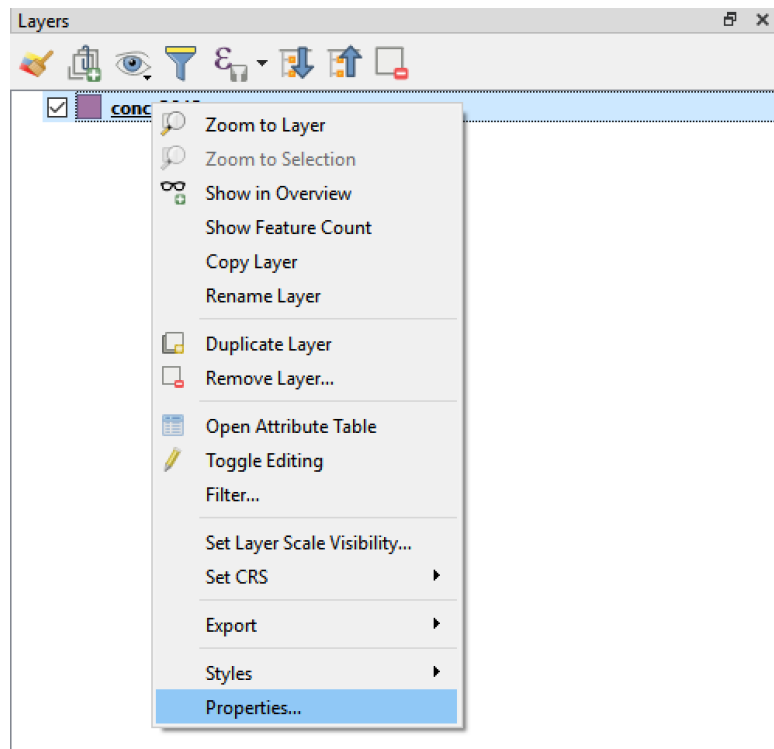 Layers
conc
Zoom to Layer
Zoom to Selection
Show in Overview
Show Feature Count
Copy Layer
Rename Layer
Duplicate Layer
Remove Layer...
Open Attribute Table
Toggle Editing
Filter...
Set Layer Scale Visibility...
Set CRS
Export
Styles
Properties...